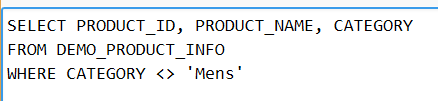 SELECT PRODUCT_ID, PRODUCT_NAME, CATEGORY
FROM DEMO_PRODUCT_INFO
WHERE CATEGORY <> 'Mens'